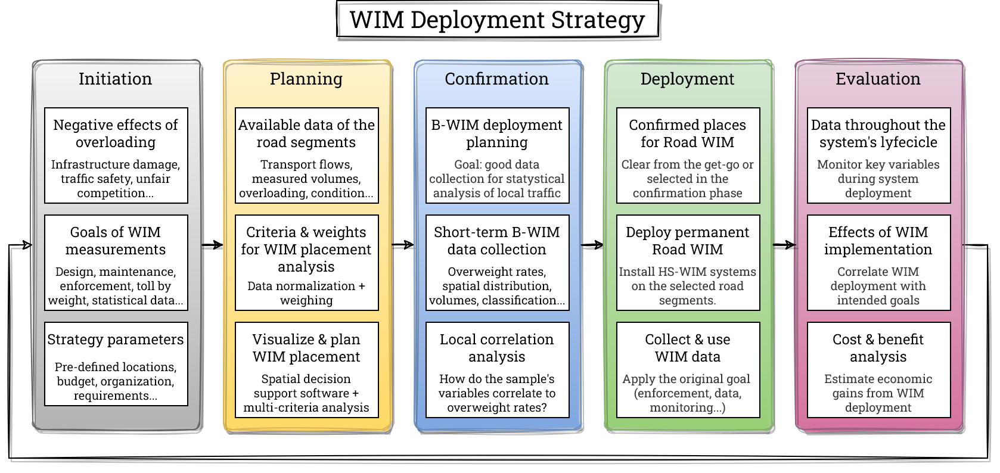 WIM Deployment Strategy
Initiation
Negative effects of
overloading
Infrastructure damage,
traffic safety, unfair
competition...
Goals of WIM
measurements
Design, maintenance,
enforcement, toll by
weight, statistical data...
Strategy parameters
Pre-defined locations,
budget, organization,
requirements...
Planning
Available data of the
road segments
Transport flows,
measured volumes,
overloading, condition...
Criteria & weights
for WIM placement
analysis
Data normalization +
weighing
Visualize & plan
WIM placement
Spatial decision
support software +
multi-criteria analysis
Confirmation
B-WIM deployment
planning
Goal: good data
collection for statystical
analysis of local traffic
Short-term B-WIM
data collection
Overweight rates,
spatial distribution,
volumes, classification...
Local correlation
analysis
How do the sample's
variables correlate to
overweight rates?
Deployment
Confirmed places
for Road WIM
Clear from the get-go or
selected in the
confirmation phase
Deploy permanent
Road WIM
Install HS-WIM systems
on the selected road
segments.
Collect & use
WIM data
Apply the original goal
(enforcement, data,
monitoring...)
Evaluation
Data throughout the
system's lyfecicle
Monitor key variables
during system
deployment
Effects of WIM
implementation
Correlate WIM
deployment with
intended goals
Cost & benefit
analysis
Estimate economic
gains from WIM
deployment